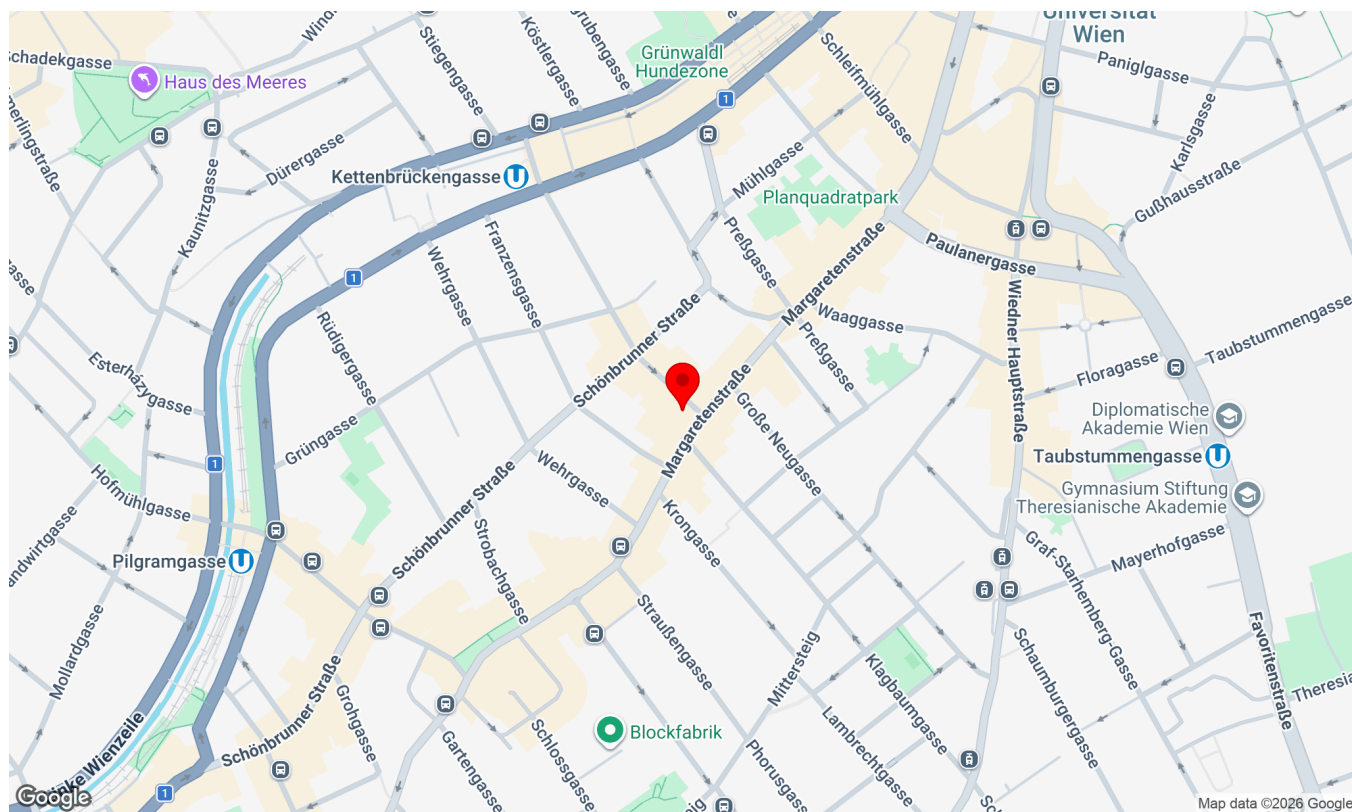 Schadekgasse
Haus des Meeres
Stiegengasse
Köstlergasse
Grünwaldl
Hundezone
1
Schleifmühlgasse
Universität
Wien
Paniglgasse
Karlsgasse
Gußhausstraße
Kaunitzgasse
Dürergasse
Kettenbrückengasse
U
Mühlgasse
Planquadratpark
Preßgasse
Margaretenstraße
Paulanergasse
1
Wehrgasse
Franzensgasse
Schönbrunner Straße
Waaggasse
Preßgasse
Wiedner Hauptstraße
Taubstummengasse
Floragasse
Esterházygasse
Rüdigergasse
Grüngasse
Margaretenstraße
Große Neugasse
Diplomatische
Akademie Wien
Taubstummengasse
U
Gymnasium Stiftung
Theresianische Akademie
1
Hofmühlgasse
Wehrgasse
Schönbrunner Straße
Krongasse
Strobachgasse
Pilgramgasse
U
Mayerhofgasse
Graf-Starhemberg-Gasse
Favoritenstraße
Mollardgasse
Straußengasse
Mittersteig
Klagbaumgasse
Schaumburgergasse
Schönbrunner Straße
Grohgasse
Gartengasse
Schlossgasse
Blockfabrik
Phorusgasse
Lambrechtgasse
1
Google
Map data ©2026 Google